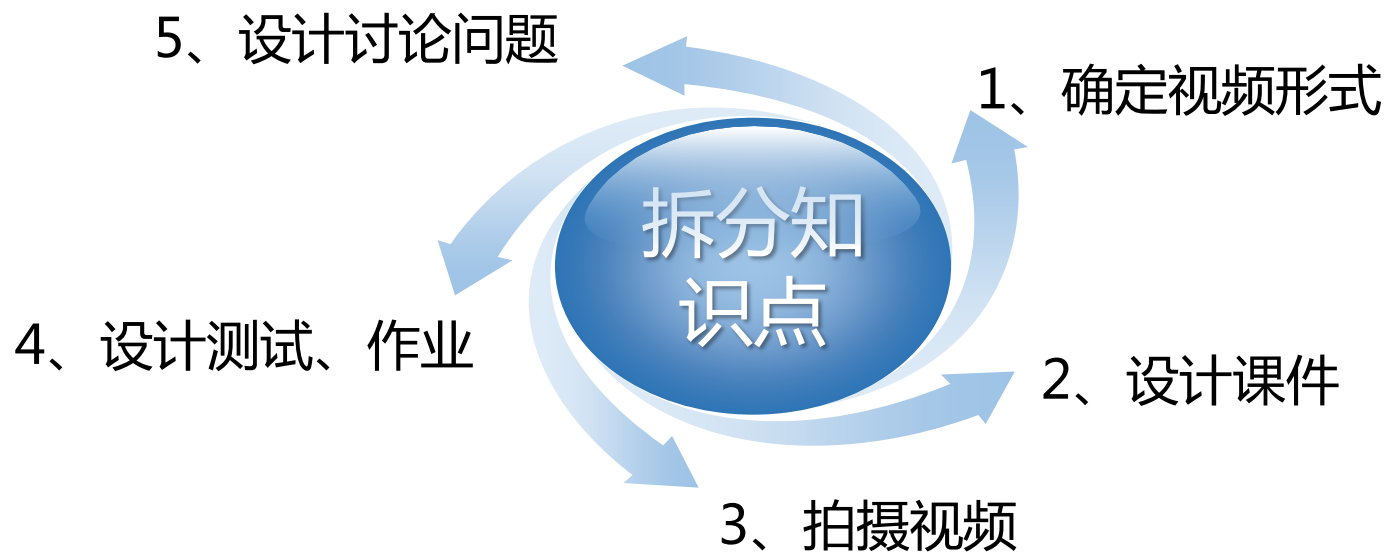 5、设计讨论问题
1、确定视频形式
拆分知
识点
4、设计测试、作业
2、设计课件
3、拍摄视频